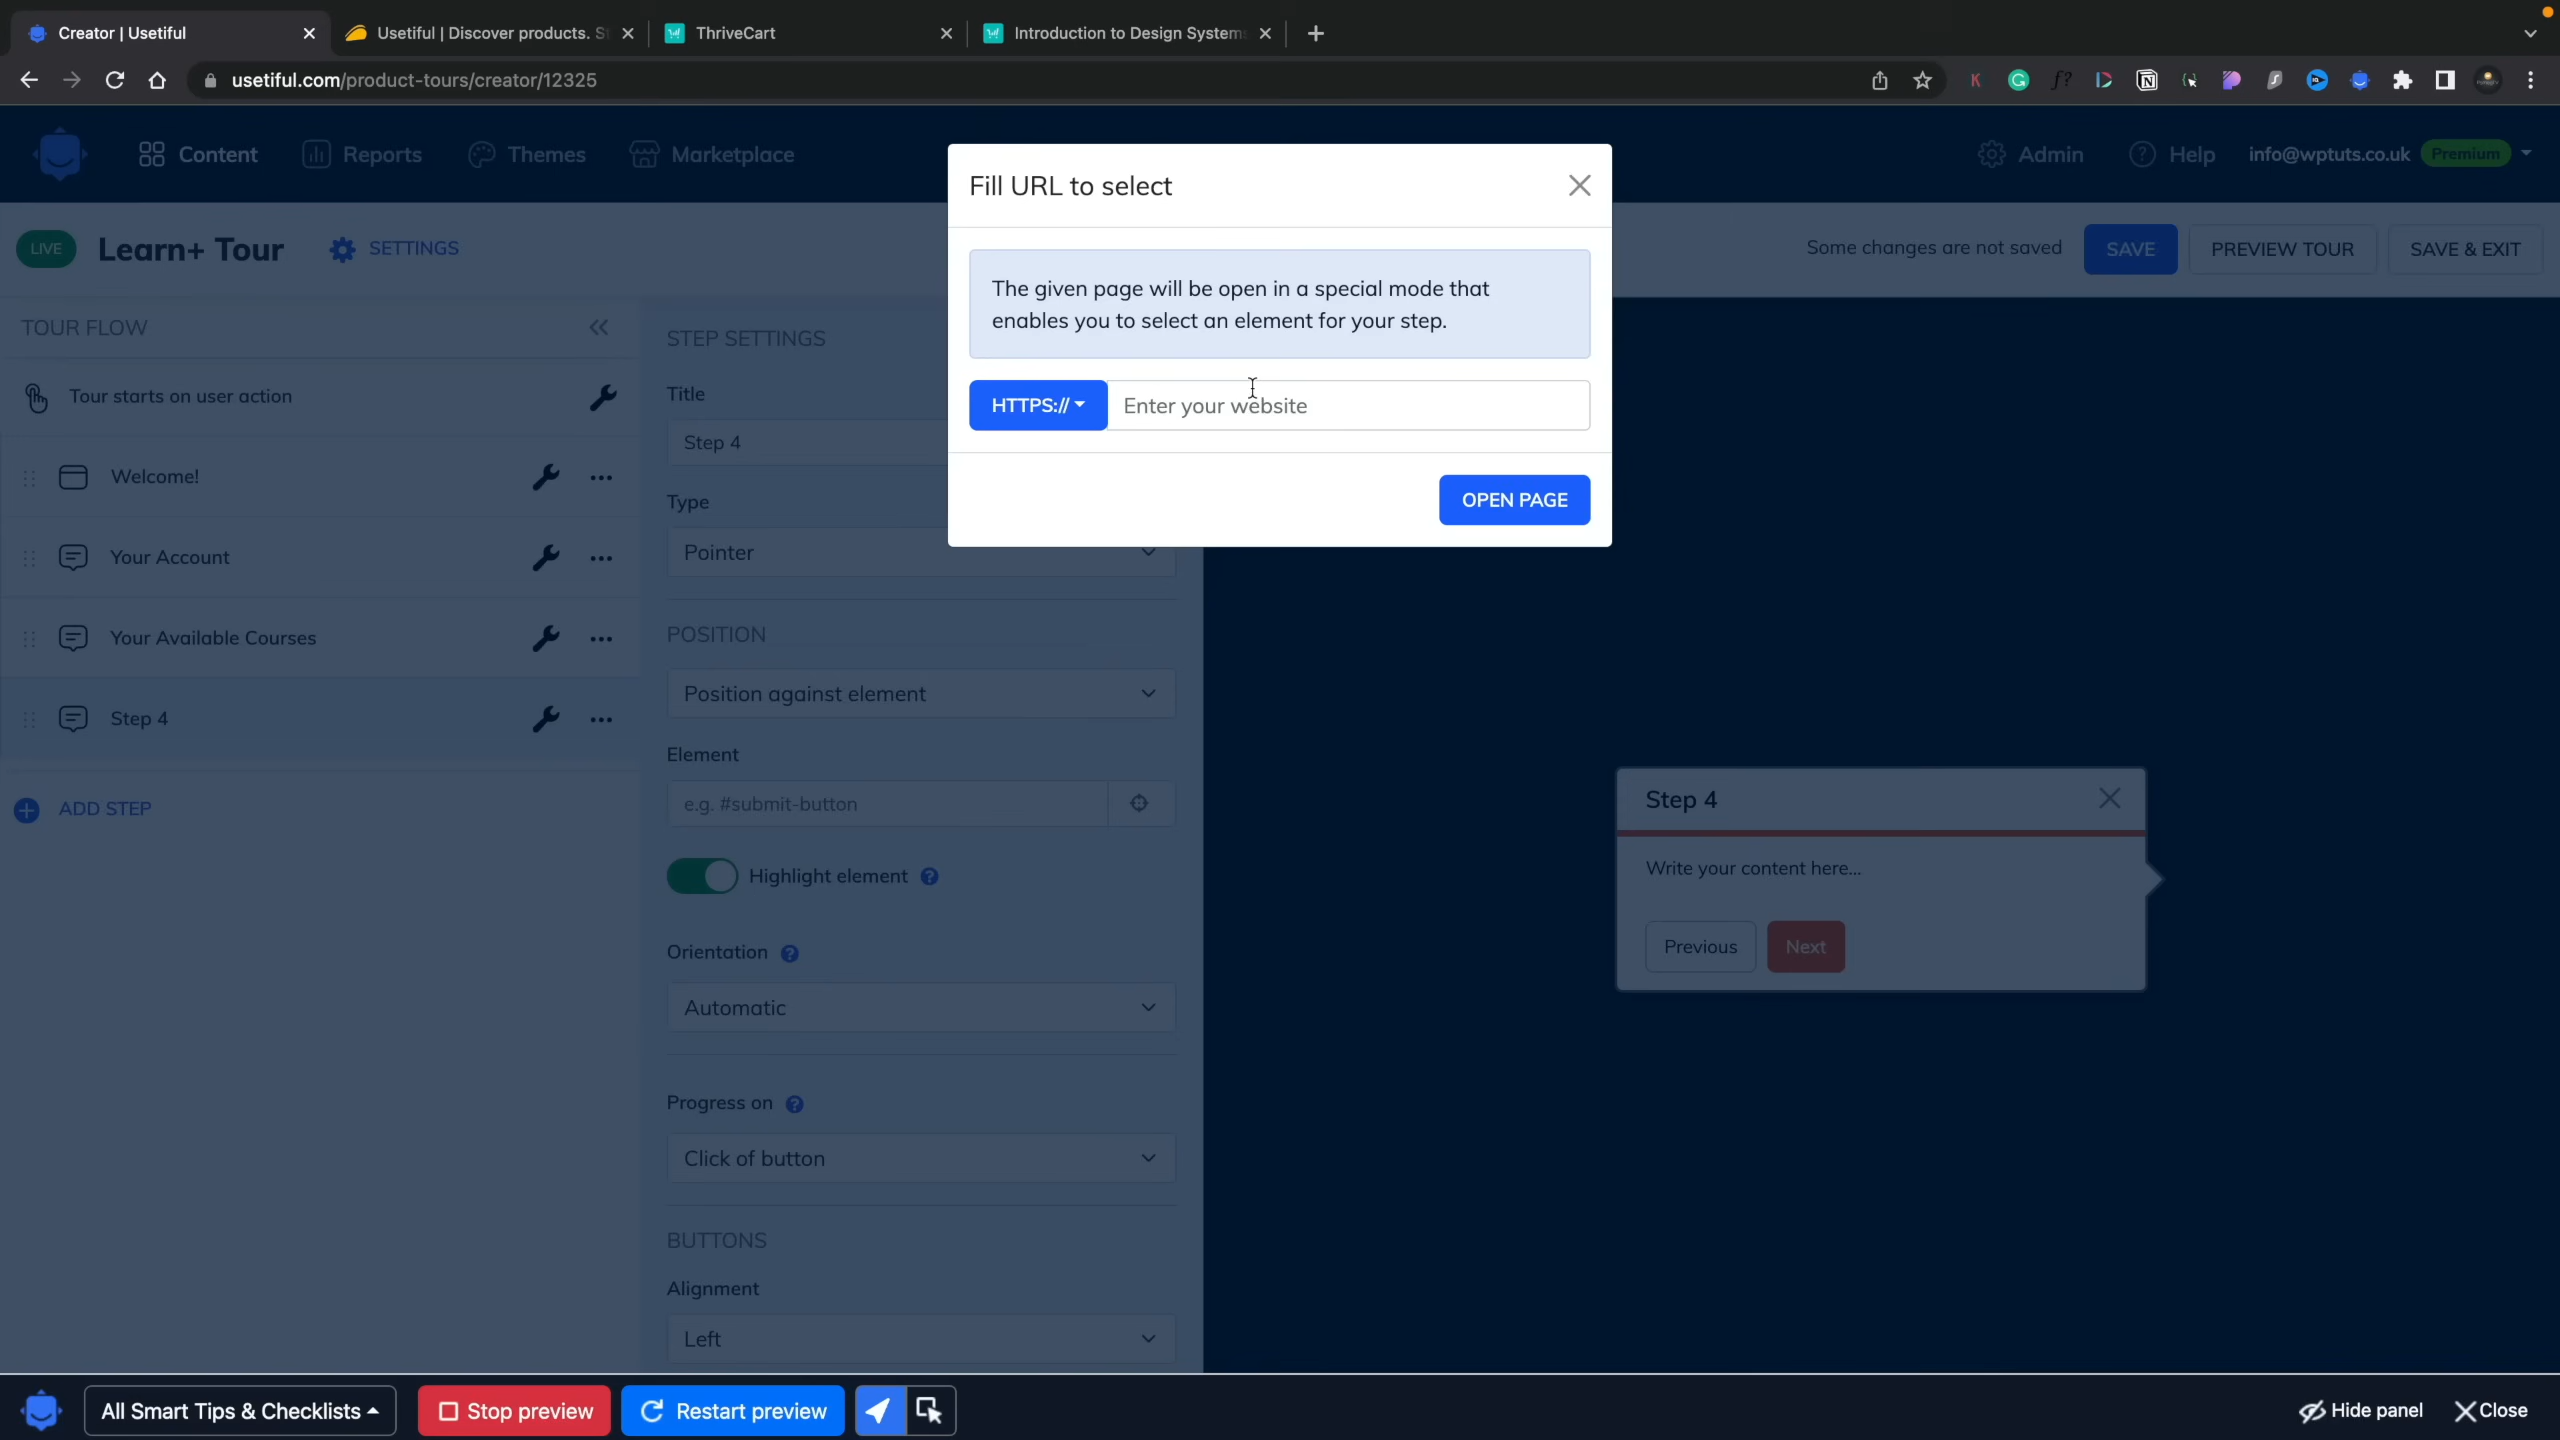 Creator | Usetiful
Usetiful | Discover products. S
ThriveCart
Introduction to Design System
usetiful.com/product-tours/creator/12325
Content
Reports
Themes
Marketplace
Admin
Help
info@wptuts.co.uk
Premium
LIVE
Learn+ Tour
SETTINGS
Some changes are not saved
SAVE
PREVIEW TOUR
SAVE & EXIT
Fill URL to select
The given page will be open in a special mode that
enables you to select an element for your step.
HTTPS://
Enter your website
OPEN PAGE
TOUR FLOW
Tour starts on user action
Welcome!
Your Account
Your Available Courses
Step 4
ADD STEP
STEP SETTINGS
Title
Step 4
Type
Pointer
POSITION
Position against element
Element
e.g. #submit-button
Highlight element
Orientation
Automatic
Progress on
Click of button
BUTTONS
Alignment
Left
Step 4
Write your content here...
Previous
Next
All Smart Tips & Checklists
Stop preview
Restart preview
Hide panel
Close